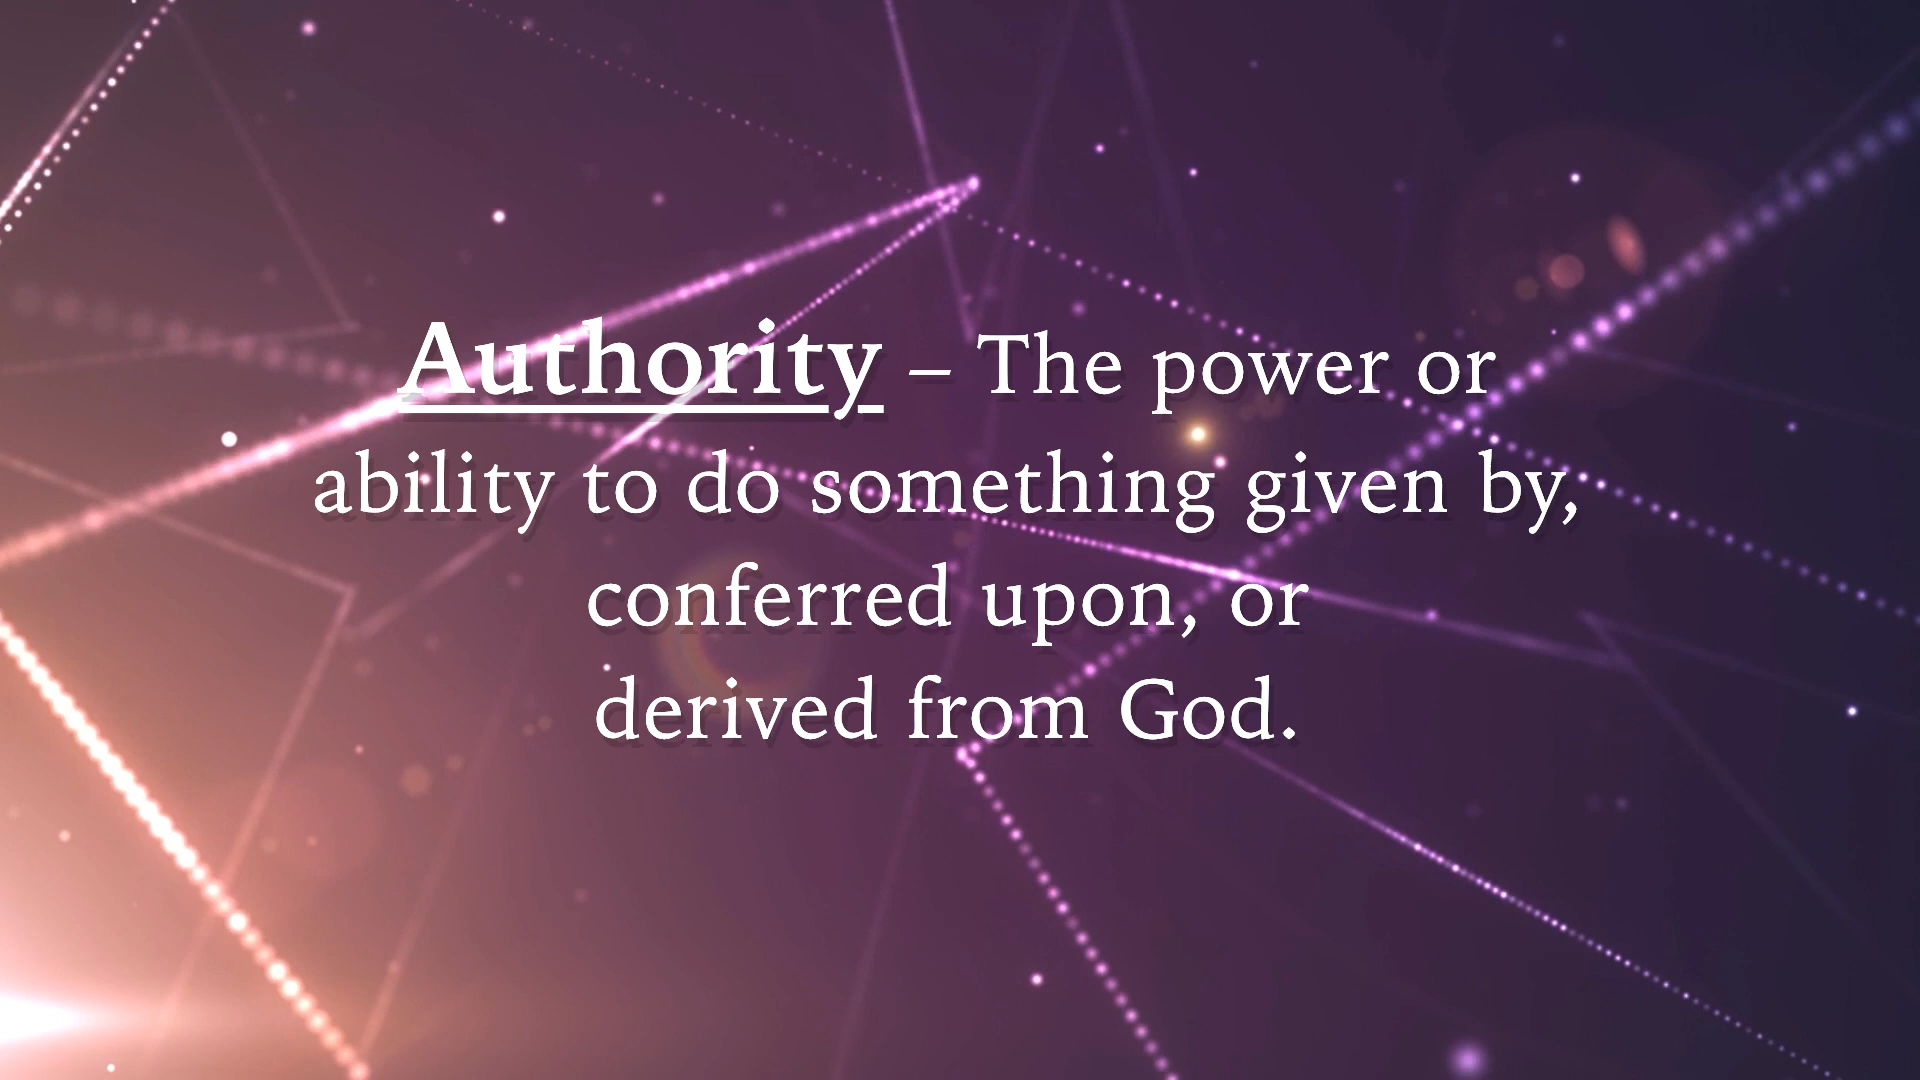 Authority – The power or
ability to do something given by,
conferred upon, or
derived from God.